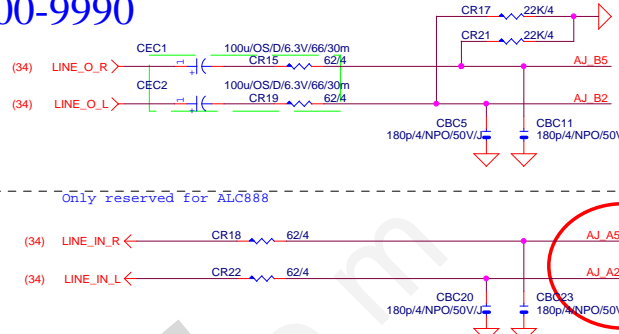 00-9990
CR17 22K/4
CR21 22K/4
CEC1 100u/OS/D/6.3V/66/30m
(34) LINE_O_R 1 + CR15 62/4 AJ_B5
CEC2 100u/OS/D/6.3V/66/30m
(34) LINE_O_L 1 + CR19 62/4 AJ_B2
CBC5 CBC11
180p/4/NPO/50V/J 180p/4/NPO/50V
Only reserved for ALC888
(34) LINE_IN_R CR18 62/4 AJ_A5
(34) LINE_IN_L CR22 62/4 AJ_A2
CBC20 CBC23
180p/4/NPO/50V/J 180p/4/NPO/50V
om